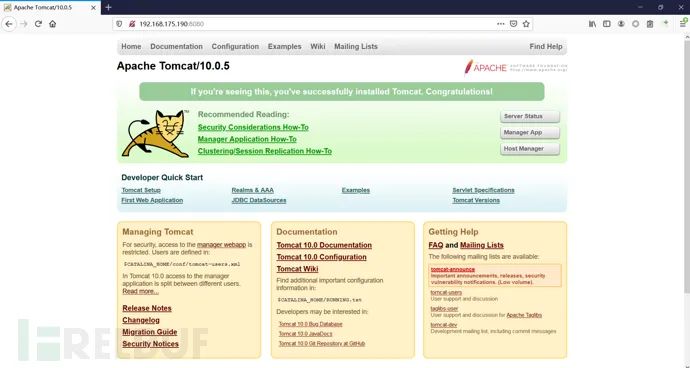 Apache Tomcat/10.0.5
192.168.175.190:8080
Home Documentation Configuration Examples Wiki Mailing Lists Find Help
Apache Tomcat/10.0.5
APACHE
SOFTWARE FOUNDATION
http://www.apache.org/
If you're seeing this, you've successfully installed Tomcat. Congratulations!
Recommended Reading:
Security Considerations How-To
Manager Application How-To
Clustering/Session Replication How-To
Server Status
Manager App
Host Manager
Developer Quick Start
Tomcat Setup
First Web Application
Realms & AAA
JDBC DataSources
Examples
Servlet Specifications
Tomcat Versions
Managing Tomcat
For security, access to the manager webapp is
restricted. Users are defined in:
$CATALINA_HOME/conf/tomcat-users.xml
In Tomcat 10.0 access to the manager
application is split between different users.
Read more...
Release Notes
Changelog
Migration Guide
Security Notices
Documentation
Tomcat 10.0 Documentation
Tomcat 10.0 Configuration
Tomcat Wiki
Find additional important configuration
information in:
$CATALINA_HOME/RUNNING.txt
Developers may be interested in:
Tomcat 10.0 Bug Database
Tomcat 10.0 JavaDocs
Tomcat 10.0 Git Repository at GitHub
Getting Help
FAQ and Mailing Lists
The following mailing lists are available:
tomcat-announce
Important announcements, releases, security
vulnerability notifications. (Low volume).
tomcat-users
User support and discussion
taglibs-user
User support and discussion for Apache Taglibs
tomcat-dev
Development mailing list, including commit messages
FREEBUF